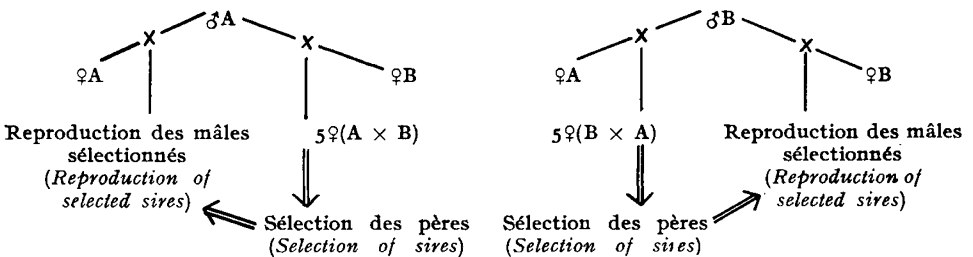 ♂A
X
X
♀A
♀B
Reproduction des mâles
sélectionnés
(Reproduction of
selected sires)
5♀(A × B)
Sélection des pères
(Selection of sires)
♂B
X
X
♀A
♀B
5♀(B × A)
Reproduction des mâles
sélectionnés
(Reproduction of
selected sires)
Sélection des pères
(Selection of sires)